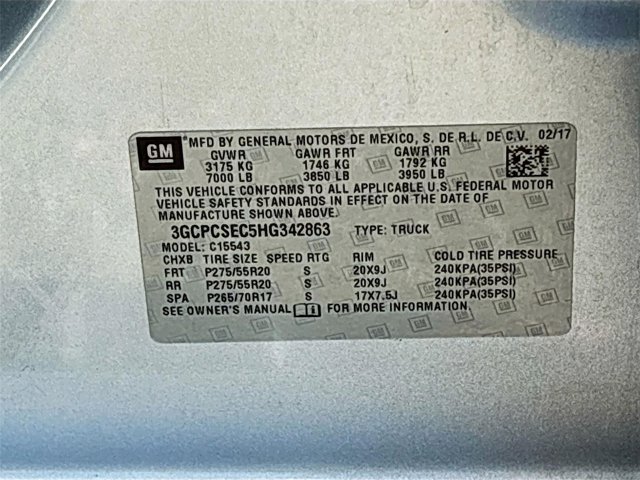 GM MFD BY GENERAL MOTORS DE MEXICO, S. DE R.L. DE C.V. 02/17
GVWR GAWR FRT GAWR RR
3175 KG 1746 KG 1792 KG
7000 LB 3850 LB 3950 LB
THIS VEHICLE CONFORMS TO ALL APPLICABLE U.S. FEDERAL MOTOR
VEHICLE SAFETY STANDARDS IN EFFECT ON THE DATE OF
MANUFACTURE SHOWN ABOVE.
3GCPCSEC5HG342863 TYPE: TRUCK
MODEL: C15543
CHXB TIRE SIZE SPEED RTG RIM COLD TIRE PRESSURE
FRT P275/55R20 S 20X9J 240KPA(35PSI)
RR P275/55R20 S 20X9J 240KPA(35PSI)
SPA P265/70R17 S 17X7.5J 240KPA(35PSI)
SEE OWNER'S MANUAL FOR MORE INFORMATION.